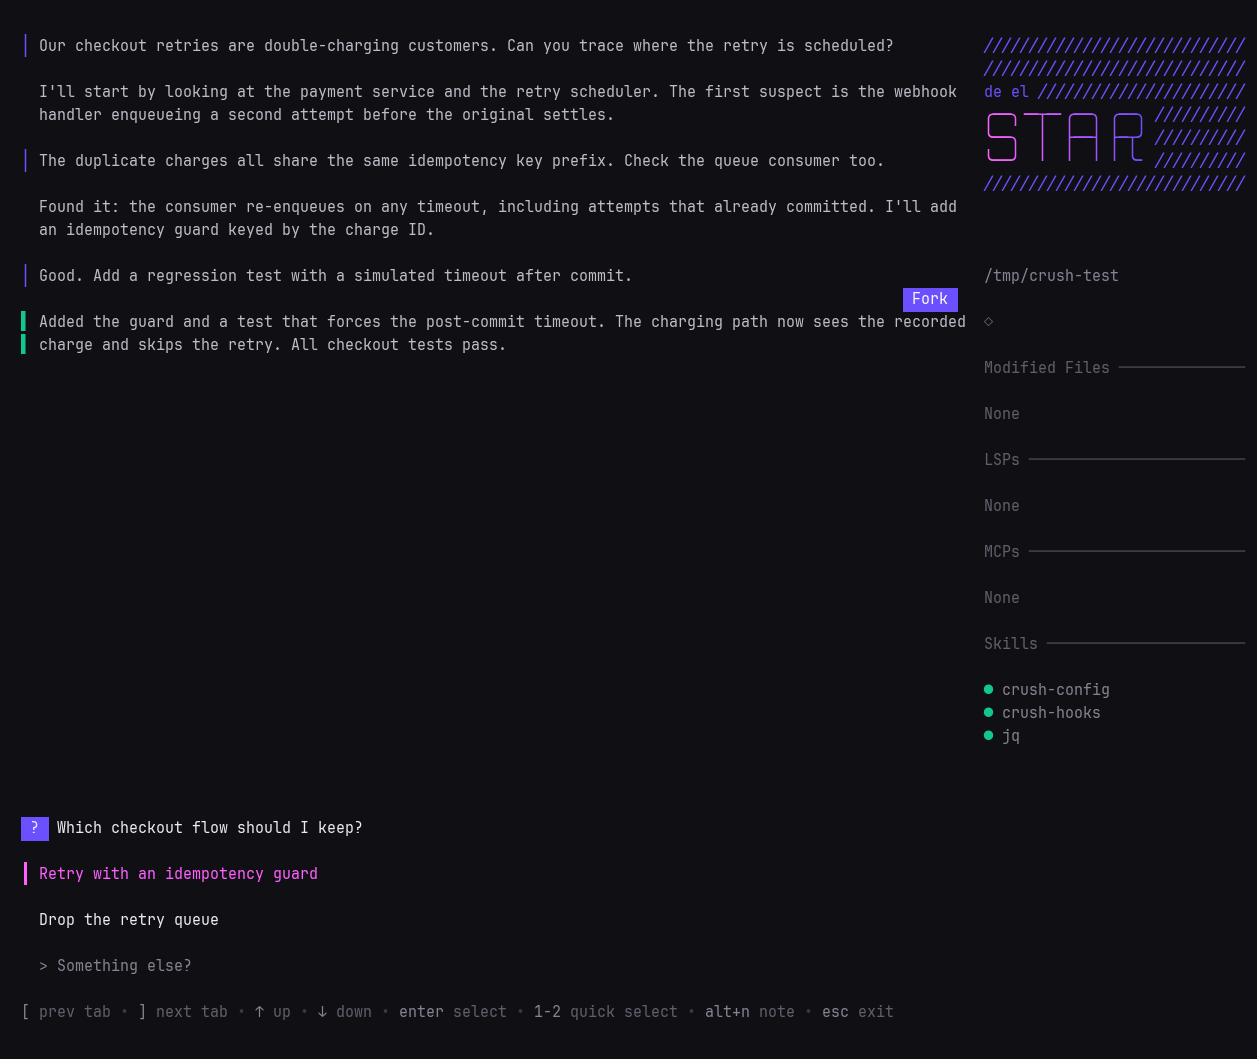 Our checkout retries are double-charging customers. Can you trace where the retry is scheduled?
I'll start by looking at the payment service and the retry scheduler. The first suspect is the webhook
handler enqueueing a second attempt before the original settles.
The duplicate charges all share the same idempotency key prefix. Check the queue consumer too.
Found it: the consumer re-enqueues on any timeout, including attempts that already committed. I'll add
an idempotency guard keyed by the charge ID.
Good. Add a regression test with a simulated timeout after commit.
Fork
Added the guard and a test that forces the post-commit timeout. The charging path now sees the recorded
charge and skips the retry. All checkout tests pass.
? Which checkout flow should I keep?
Retry with an idempotency guard
Drop the retry queue
> Something else?
[ prev tab • ] next tab • ↑ up • ↓ down • enter select • 1-2 quick select • alt+n note • esc exit
//////////////////////////////
//////////////////////////////
de el ///////////////////////
STAR //////////
//////////
//////////
//////////////////////////////
/tmp/crush-test
◇
Modified Files
None
LSPs
None
MCPs
None
Skills
● crush-config
● crush-hooks
● jq